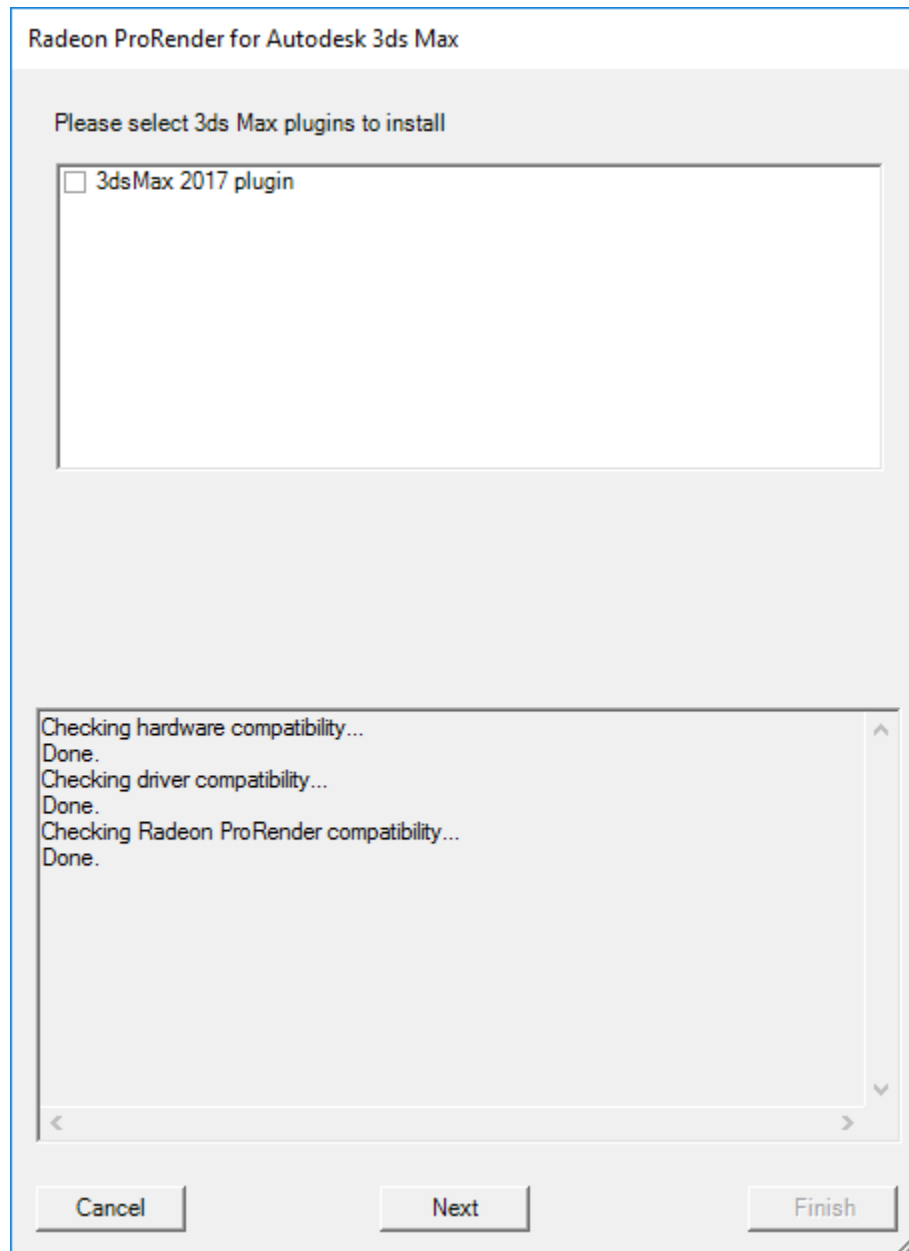 Radeon ProRender for Autodesk 3ds Max
Please select 3ds Max plugins to install
3dsMax 2017 plugin
Checking hardware compatibility...
Done.
Checking driver compatibility...
Done.
Checking Radeon ProRender compatibility...
Done.
Cancel Next Finish